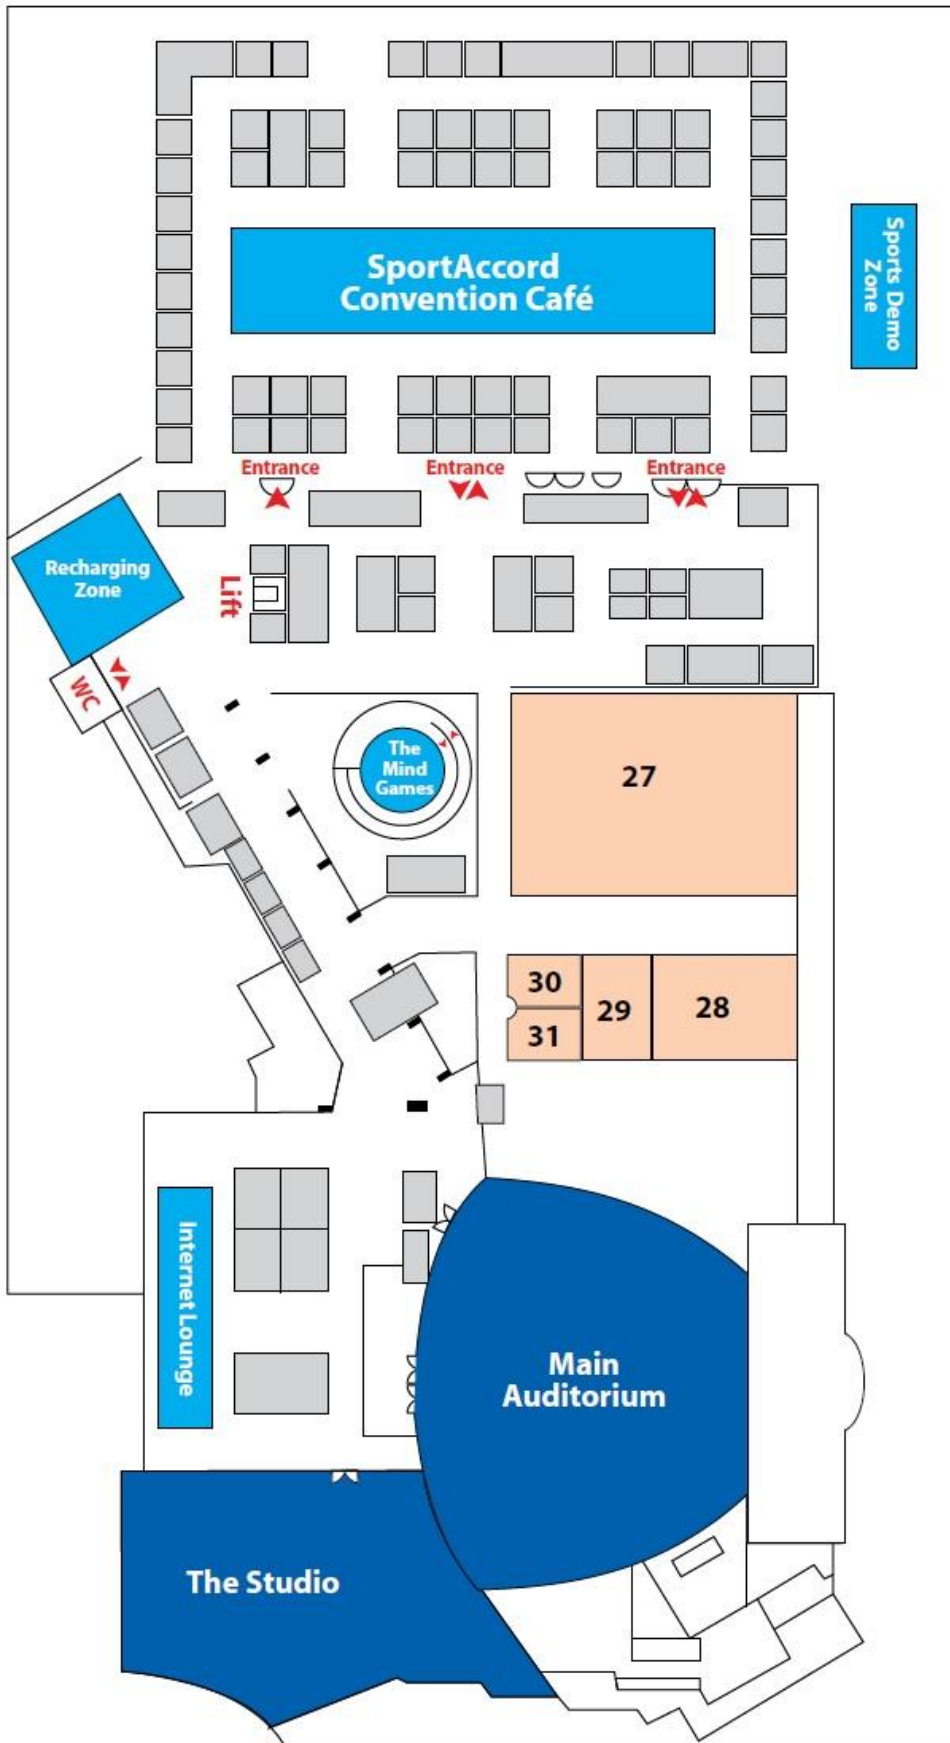 SportAccord
Convention Café
Sports Demo
Zone
Entrance
Entrance
Entrance
Recharging
Zone
Lift
WC
The
Mind
Games
27
30
31
29
28
Internet Lounge
Main
Auditorium
The Studio